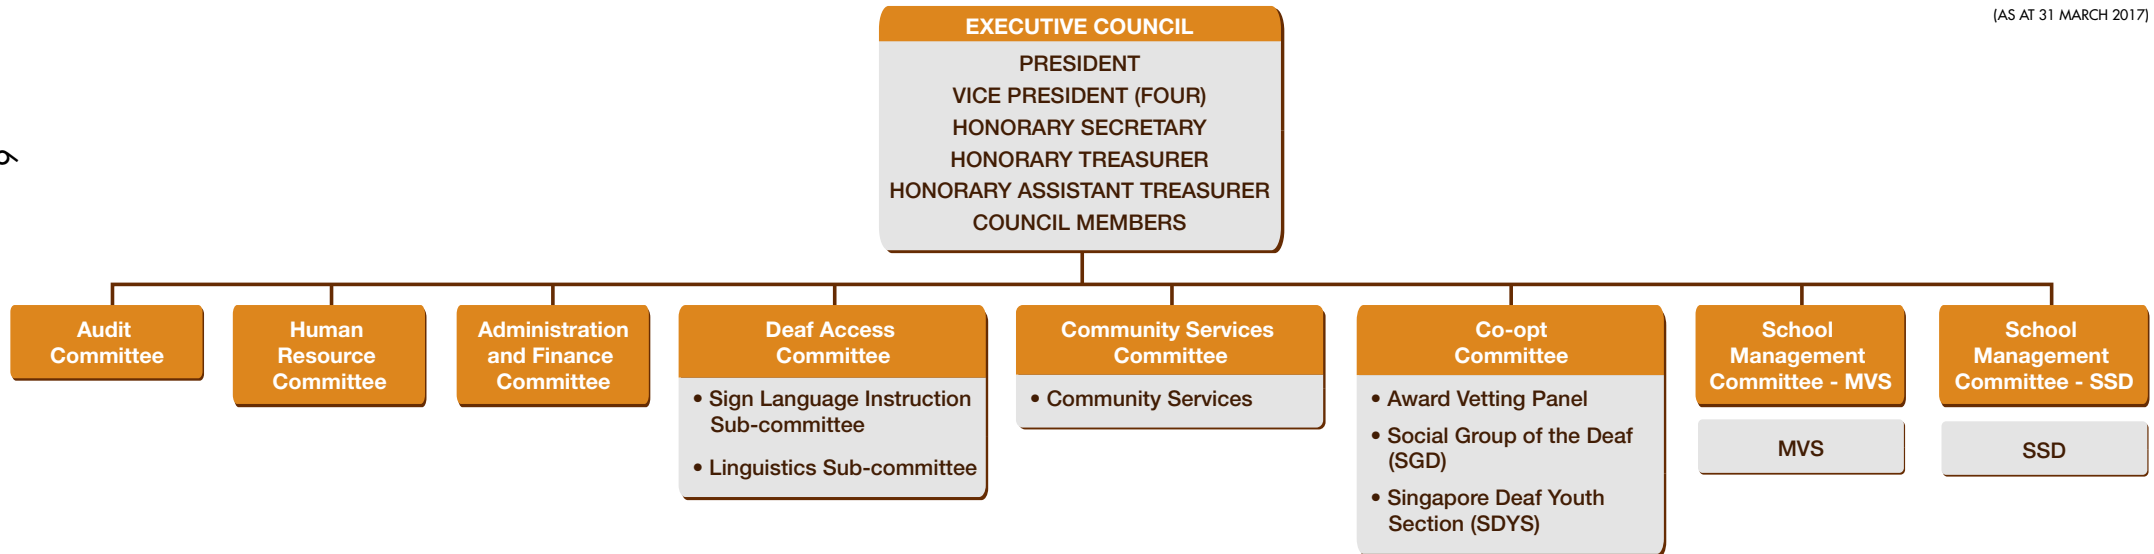 (AS AT 31 MARCH 2017)
EXECUTIVE COUNCIL
PRESIDENT
VICE PRESIDENT (FOUR)
HONORARY SECRETARY
HONORARY TREASURER
HONORARY ASSISTANT TREASURER
COUNCIL MEMBERS
Audit
Committee
Human
Resource
Committee
Administration
and Finance
Committee
Deaf Access
Committee
• Sign Language Instruction
Sub-committee
• Linguistics Sub-committee
Community Services
Committee
• Community Services
Co-opt
Committee
• Award Vetting Panel
• Social Group of the Deaf
(SGD)
• Singapore Deaf Youth
Section (SDYS)
School
Management
Committee - MVS
MVS
School
Management
Committee - SSD
SSD